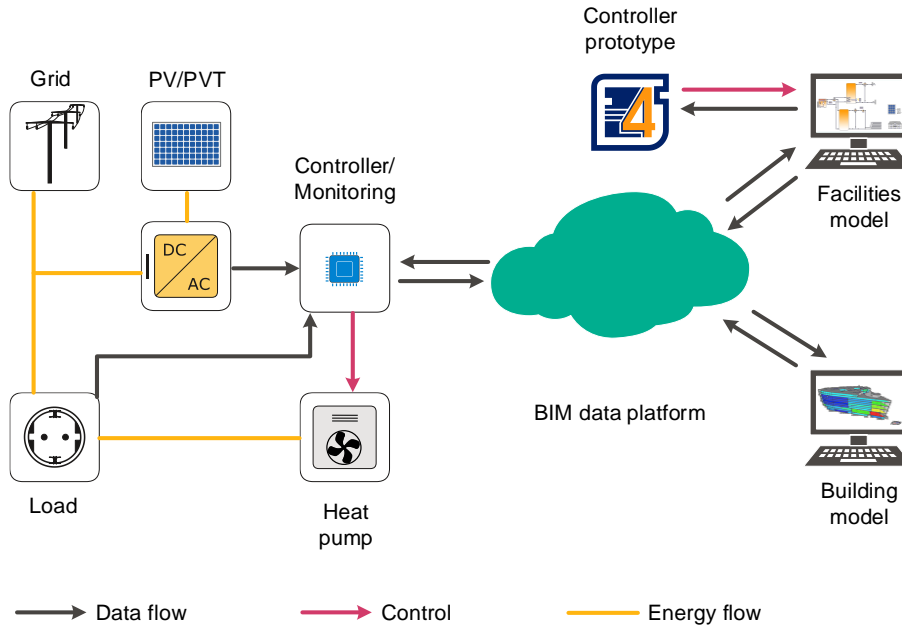 Controller
prototype
Grid
PV/PVT
4
Controller/
Monitoring
Facilities
model
DC
AC
BIM data platform
Load
Heat
pump
Building
model
Data flow
Control
Energy flow